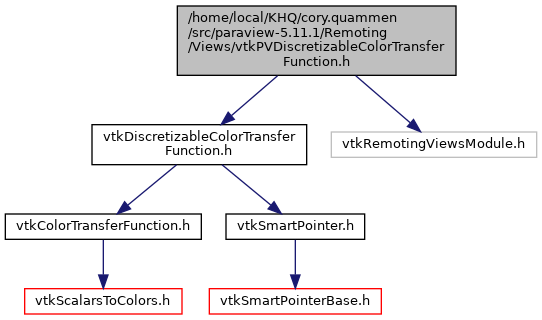 /home/local/KHQ/cory.quammen
/src/paraview-5.11.1/Remoting
/Views/vtkPVDiscretizableColorTransfer
Function.h
vtkDiscretizableColorTransfer
Function.h
vtkRemotingViewsModule.h
vtkColorTransferFunction.h
vtkSmartPointer.h
vtkScalarsToColors.h
vtkSmartPointerBase.h